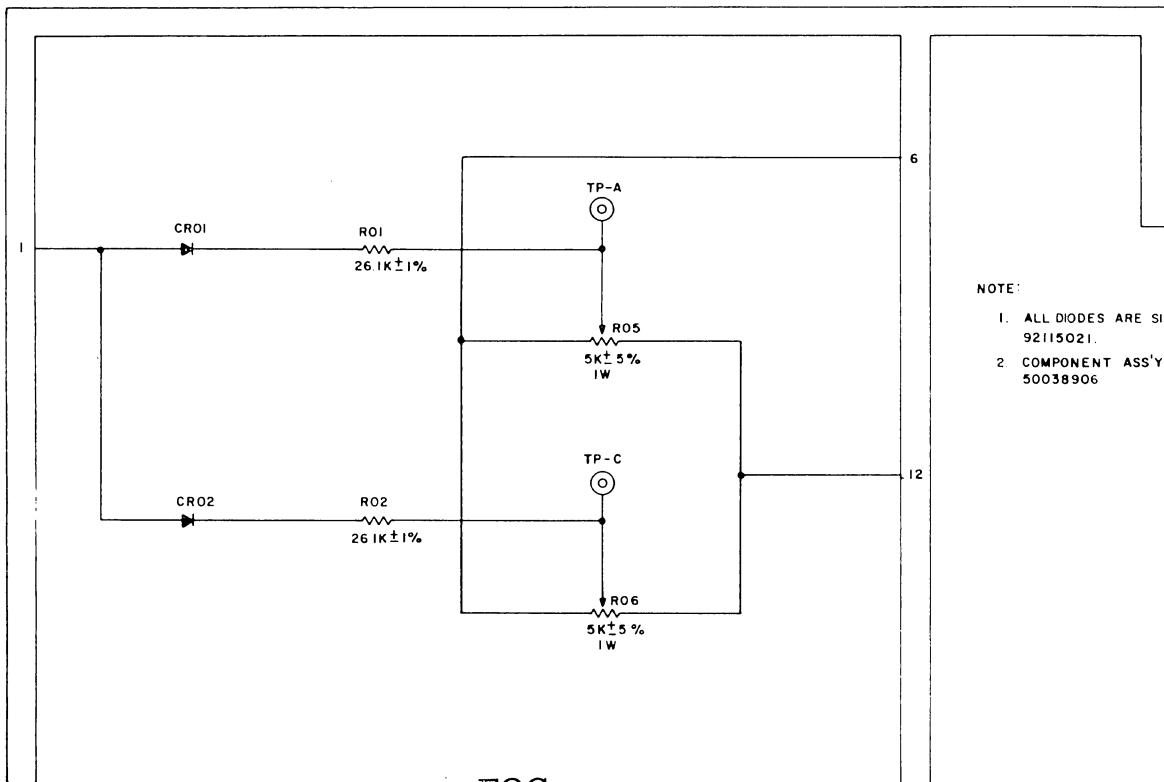 6
TP-A
CR01
R01
1
26.1K±1%
R05
5K±5%
1W
NOTE:
1. ALL DIODES ARE SI
92115021.
2. COMPONENT ASS'Y
50038906
TP-C
12
CR02
R02
26.1K±1%
R06
5K±5%
1W